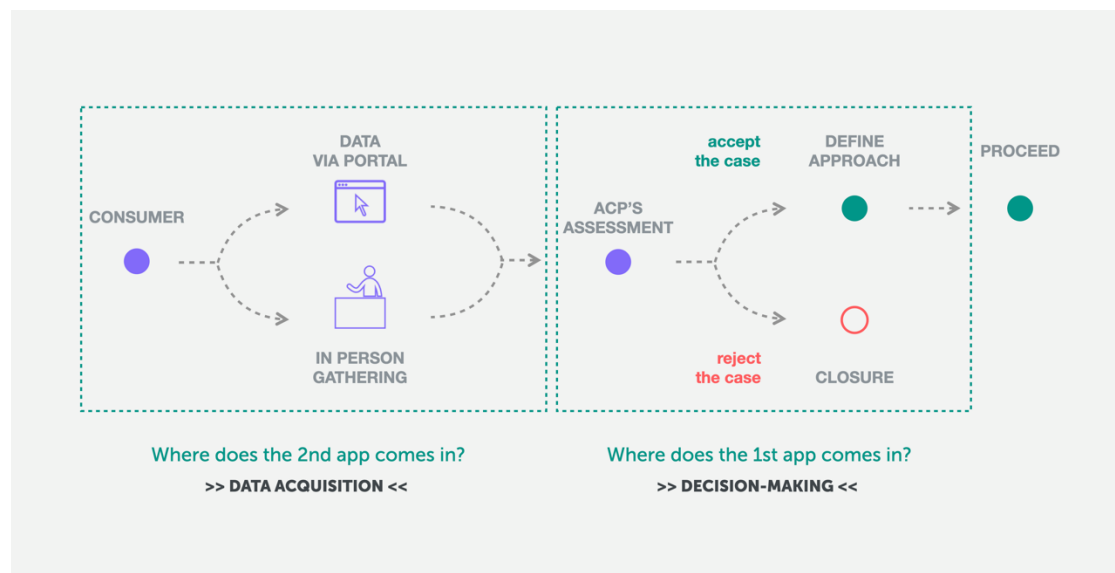 CONSUMER
DATA
VIA PORTAL
IN PERSON
GATHERING
ACP'S
ASSESSMENT
accept
the case
DEFINE
APPROACH
PROCEED
reject
the case
CLOSURE
Where does the 2nd app comes in?
>> DATA ACQUISITION <<
Where does the 1st app comes in?
>> DECISION-MAKING <<